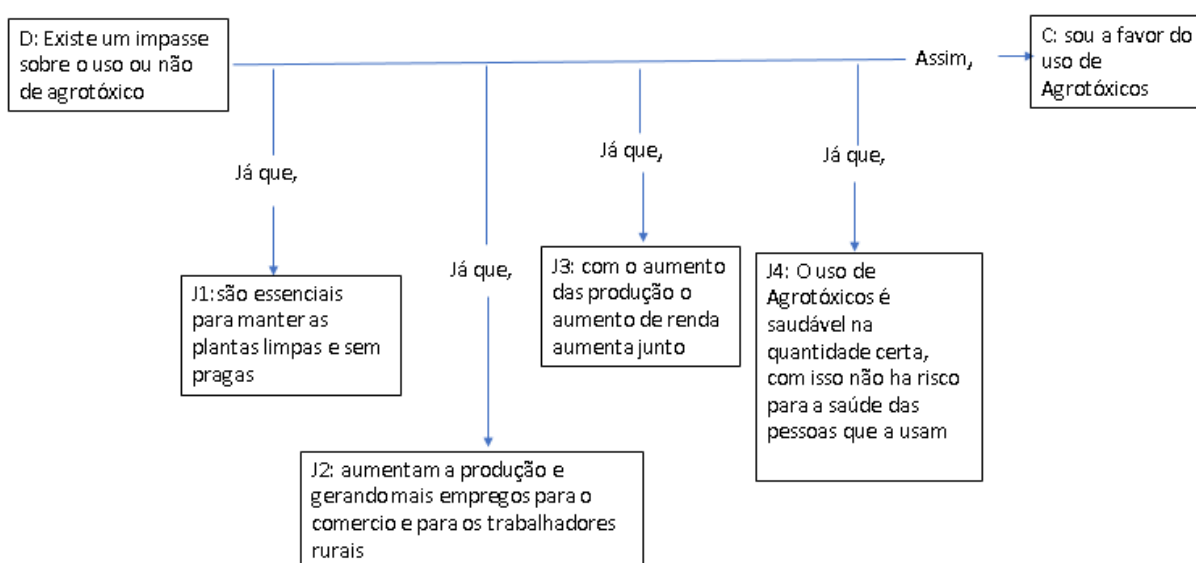 D: Existe um impasse
sobre o uso ou não
de agrotóxico
Assim,
C: sou a favor do
uso de
Agrotóxicos
Já que,
J1: são essenciais
para manter as
plantas limpas e sem
pragas
Já que,
J2: aumentam a produção e
gerando mais empregos para o
comercio e para os trabalhadores
rurais
Já que,
J3: com o aumento
das produção o
aumento de renda
aumenta junto
Já que,
J4: O uso de
Agrotóxicos é
saudável na
quantidade certa,
com isso não ha risco
para a saúde das
pessoas que a usam